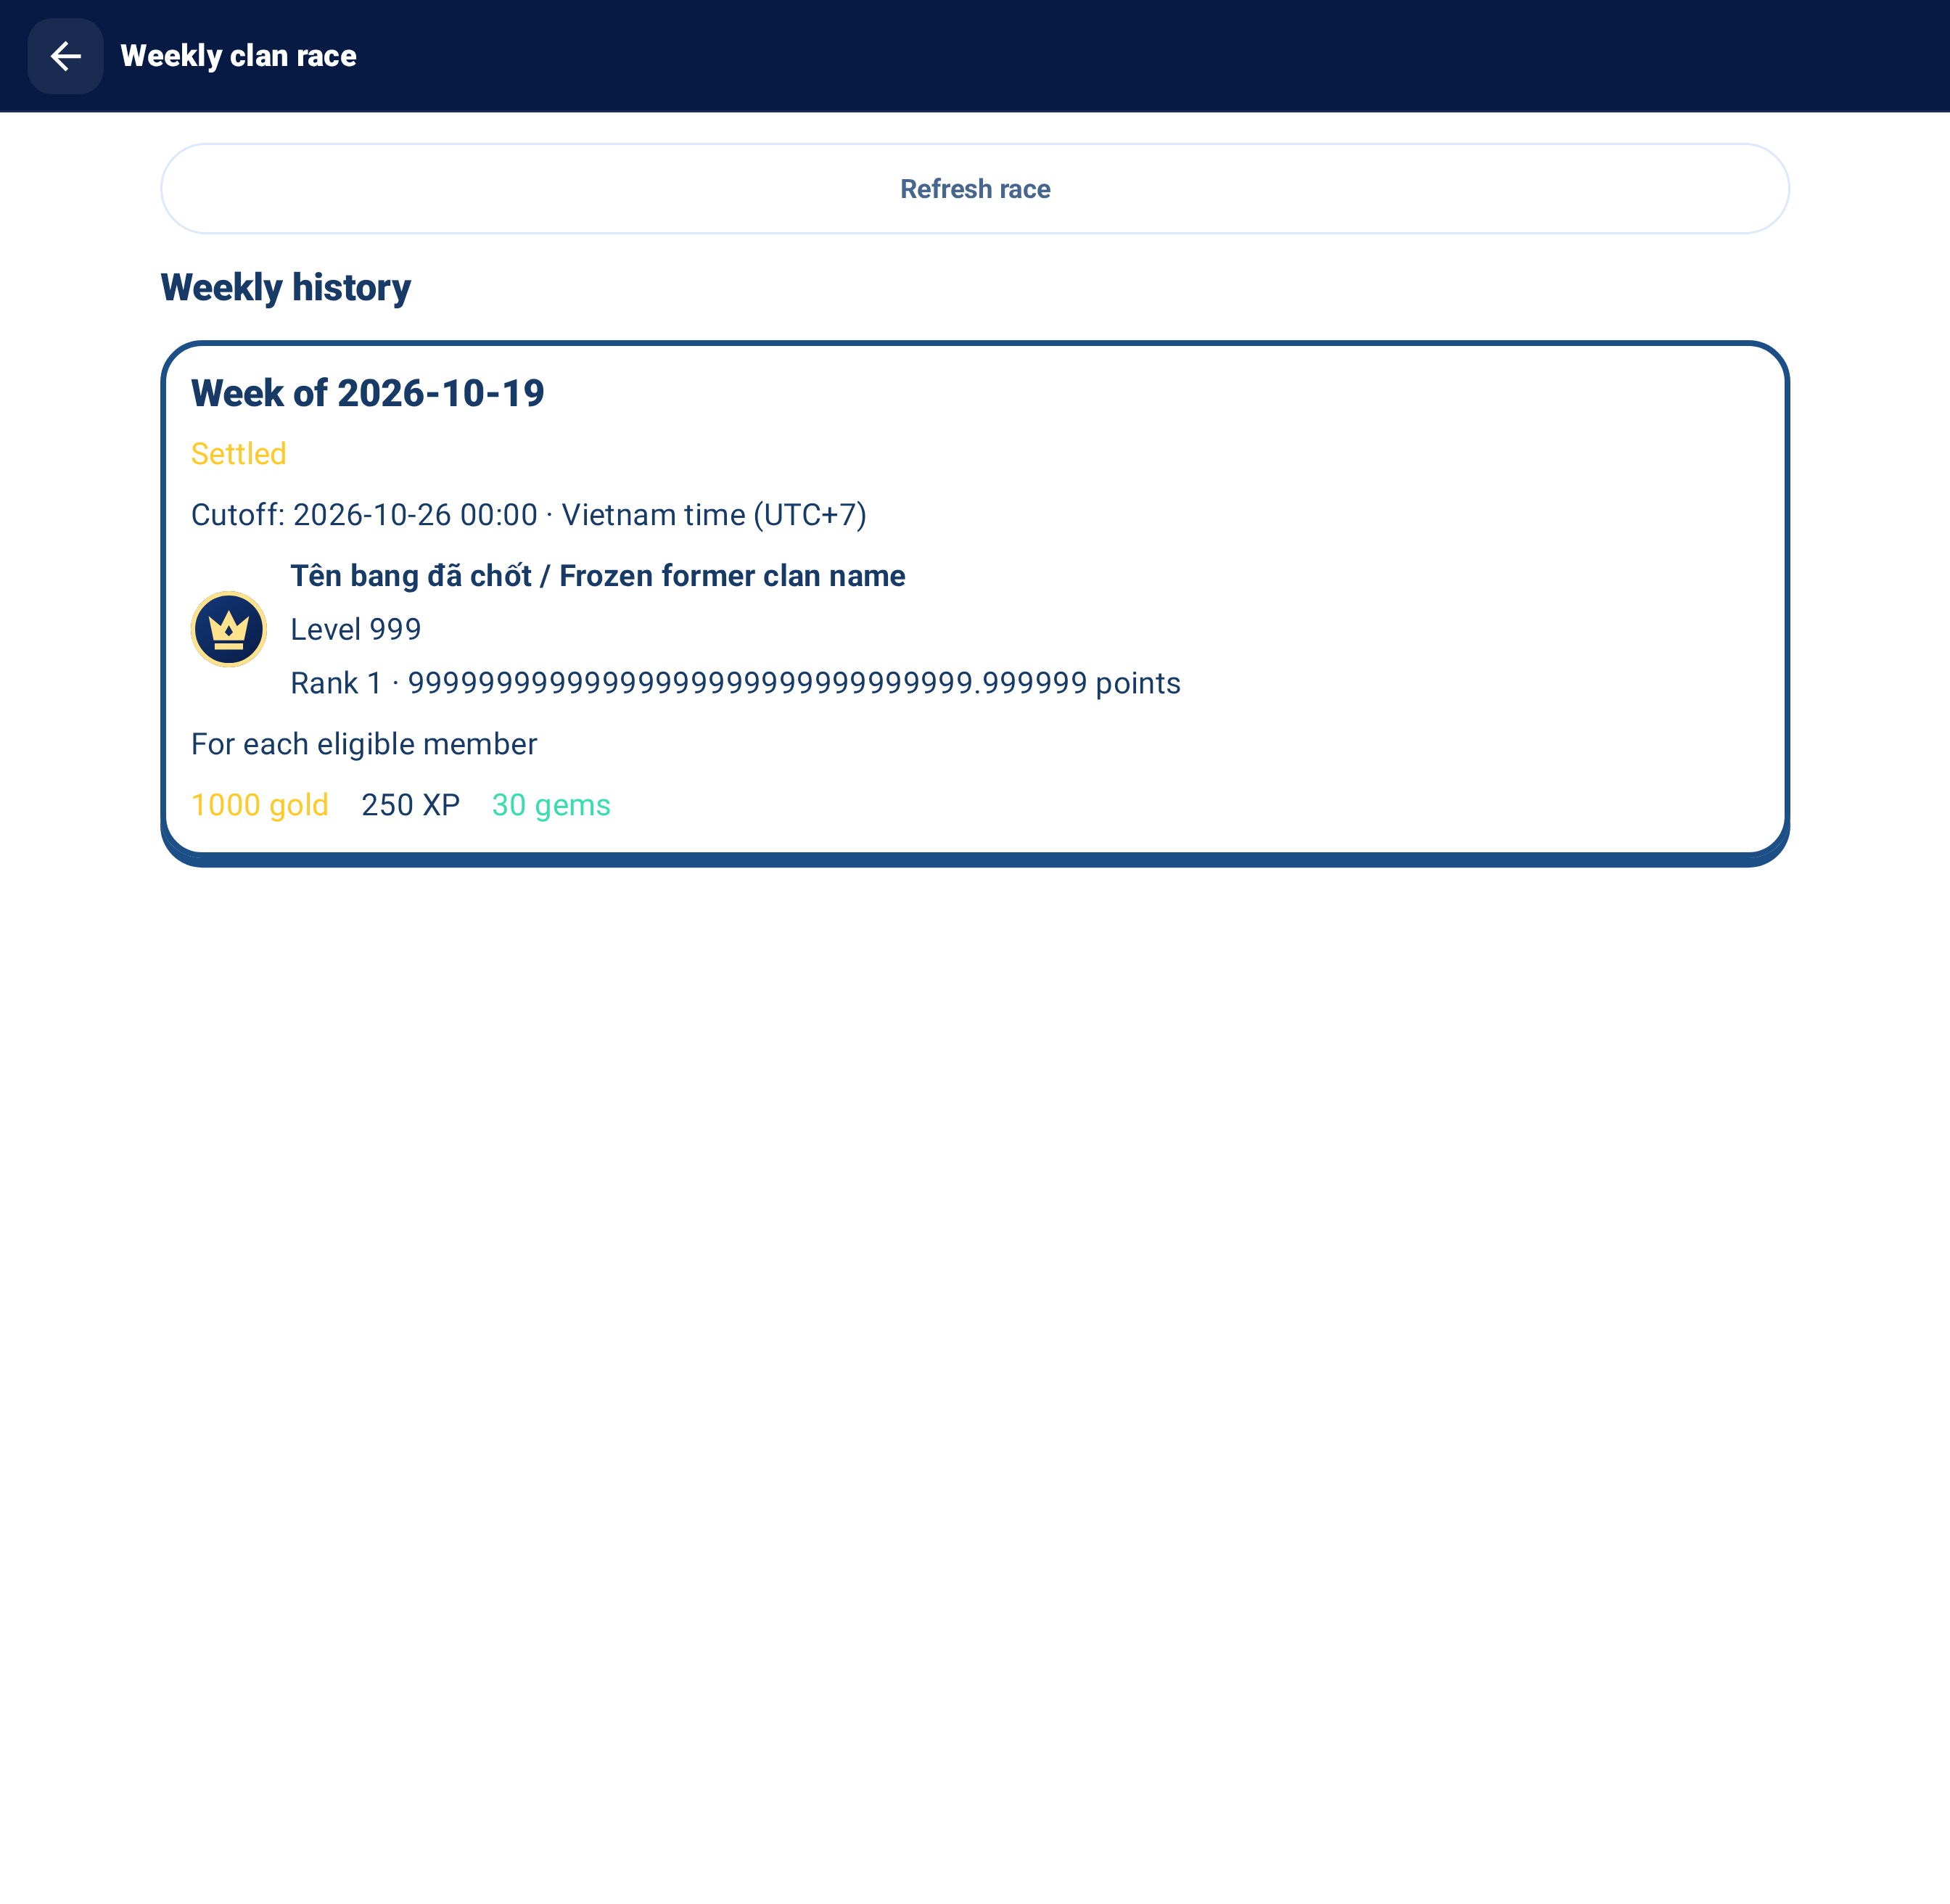 Weekly clan race
Refresh race
Weekly history
Week of 2026-10-19
Settled
Cutoff: 2026-10-26 00:00 · Vietnam time (UTC+7)
Tên bang đã chốt / Frozen former clan name
Level 999
Rank 1 · 99999999999999999999999999999999.999999 points
For each eligible member
1000 gold 250 XP 30 gems